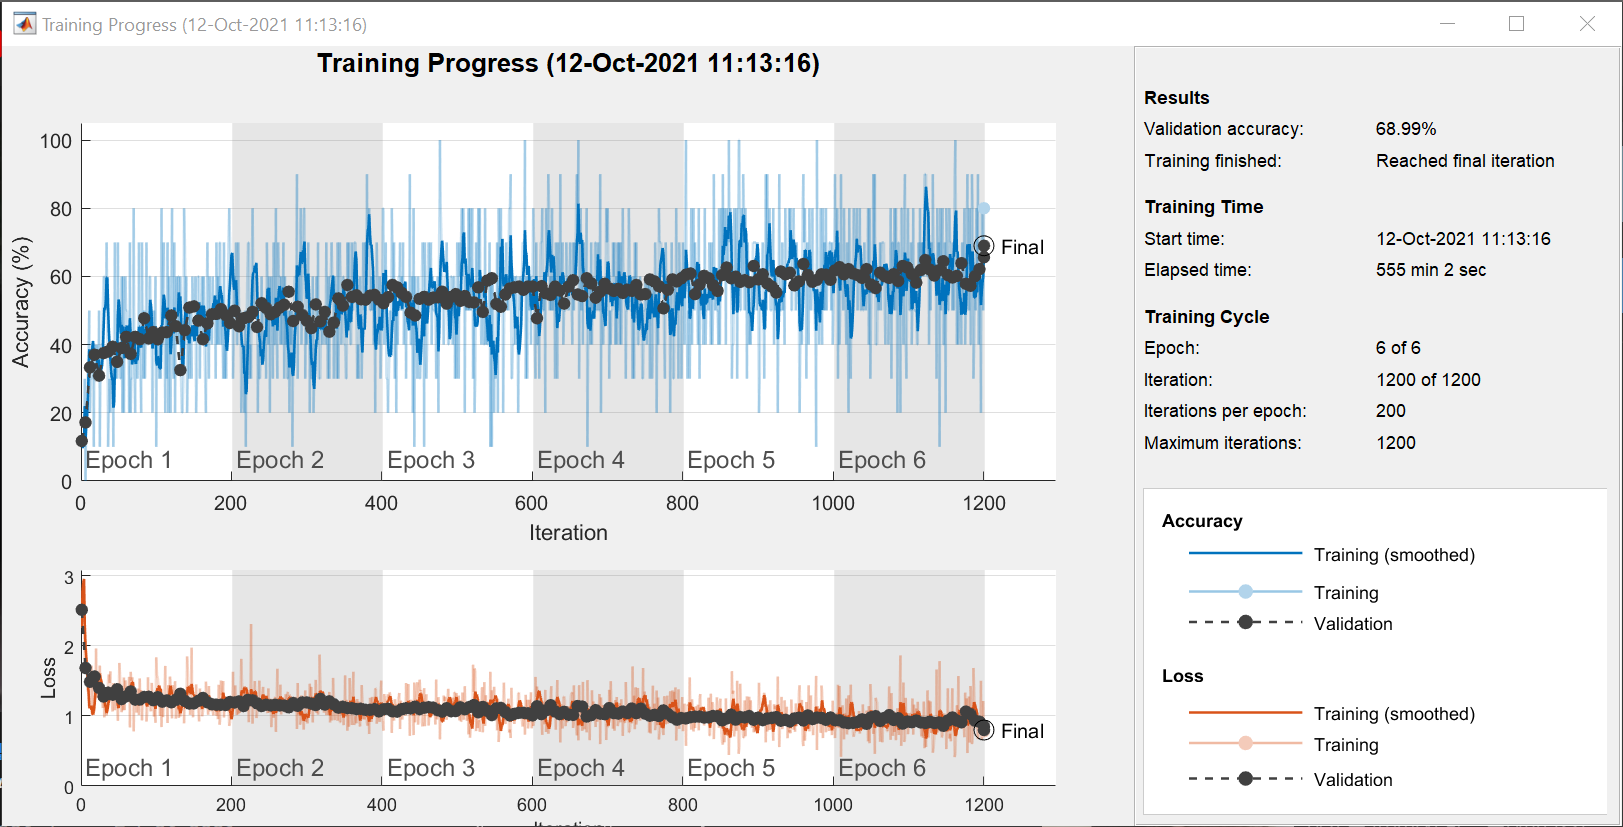 Training Progress (12-Oct-2021 11:13:16)
Training Progress (12-Oct-2021 11:13:16)
Accuracy (%)
100
80
60
40
20
0
Final
Epoch 1 Epoch 2 Epoch 3 Epoch 4 Epoch 5 Epoch 6
0 200 400 600 800 1000 1200
Iteration
Loss
3
2
1
0
Final
Epoch 1 Epoch 2 Epoch 3 Epoch 4 Epoch 5 Epoch 6
0 200 400 600 800 1000 1200
Results
Validation accuracy: 68.99%
Training finished: Reached final iteration
Training Time
Start time: 12-Oct-2021 11:13:16
Elapsed time: 555 min 2 sec
Training Cycle
Epoch: 6 of 6
Iteration: 1200 of 1200
Iterations per epoch: 200
Maximum iterations: 1200
Accuracy
Training (smoothed)
Training
Validation
Loss
Training (smoothed)
Training
Validation